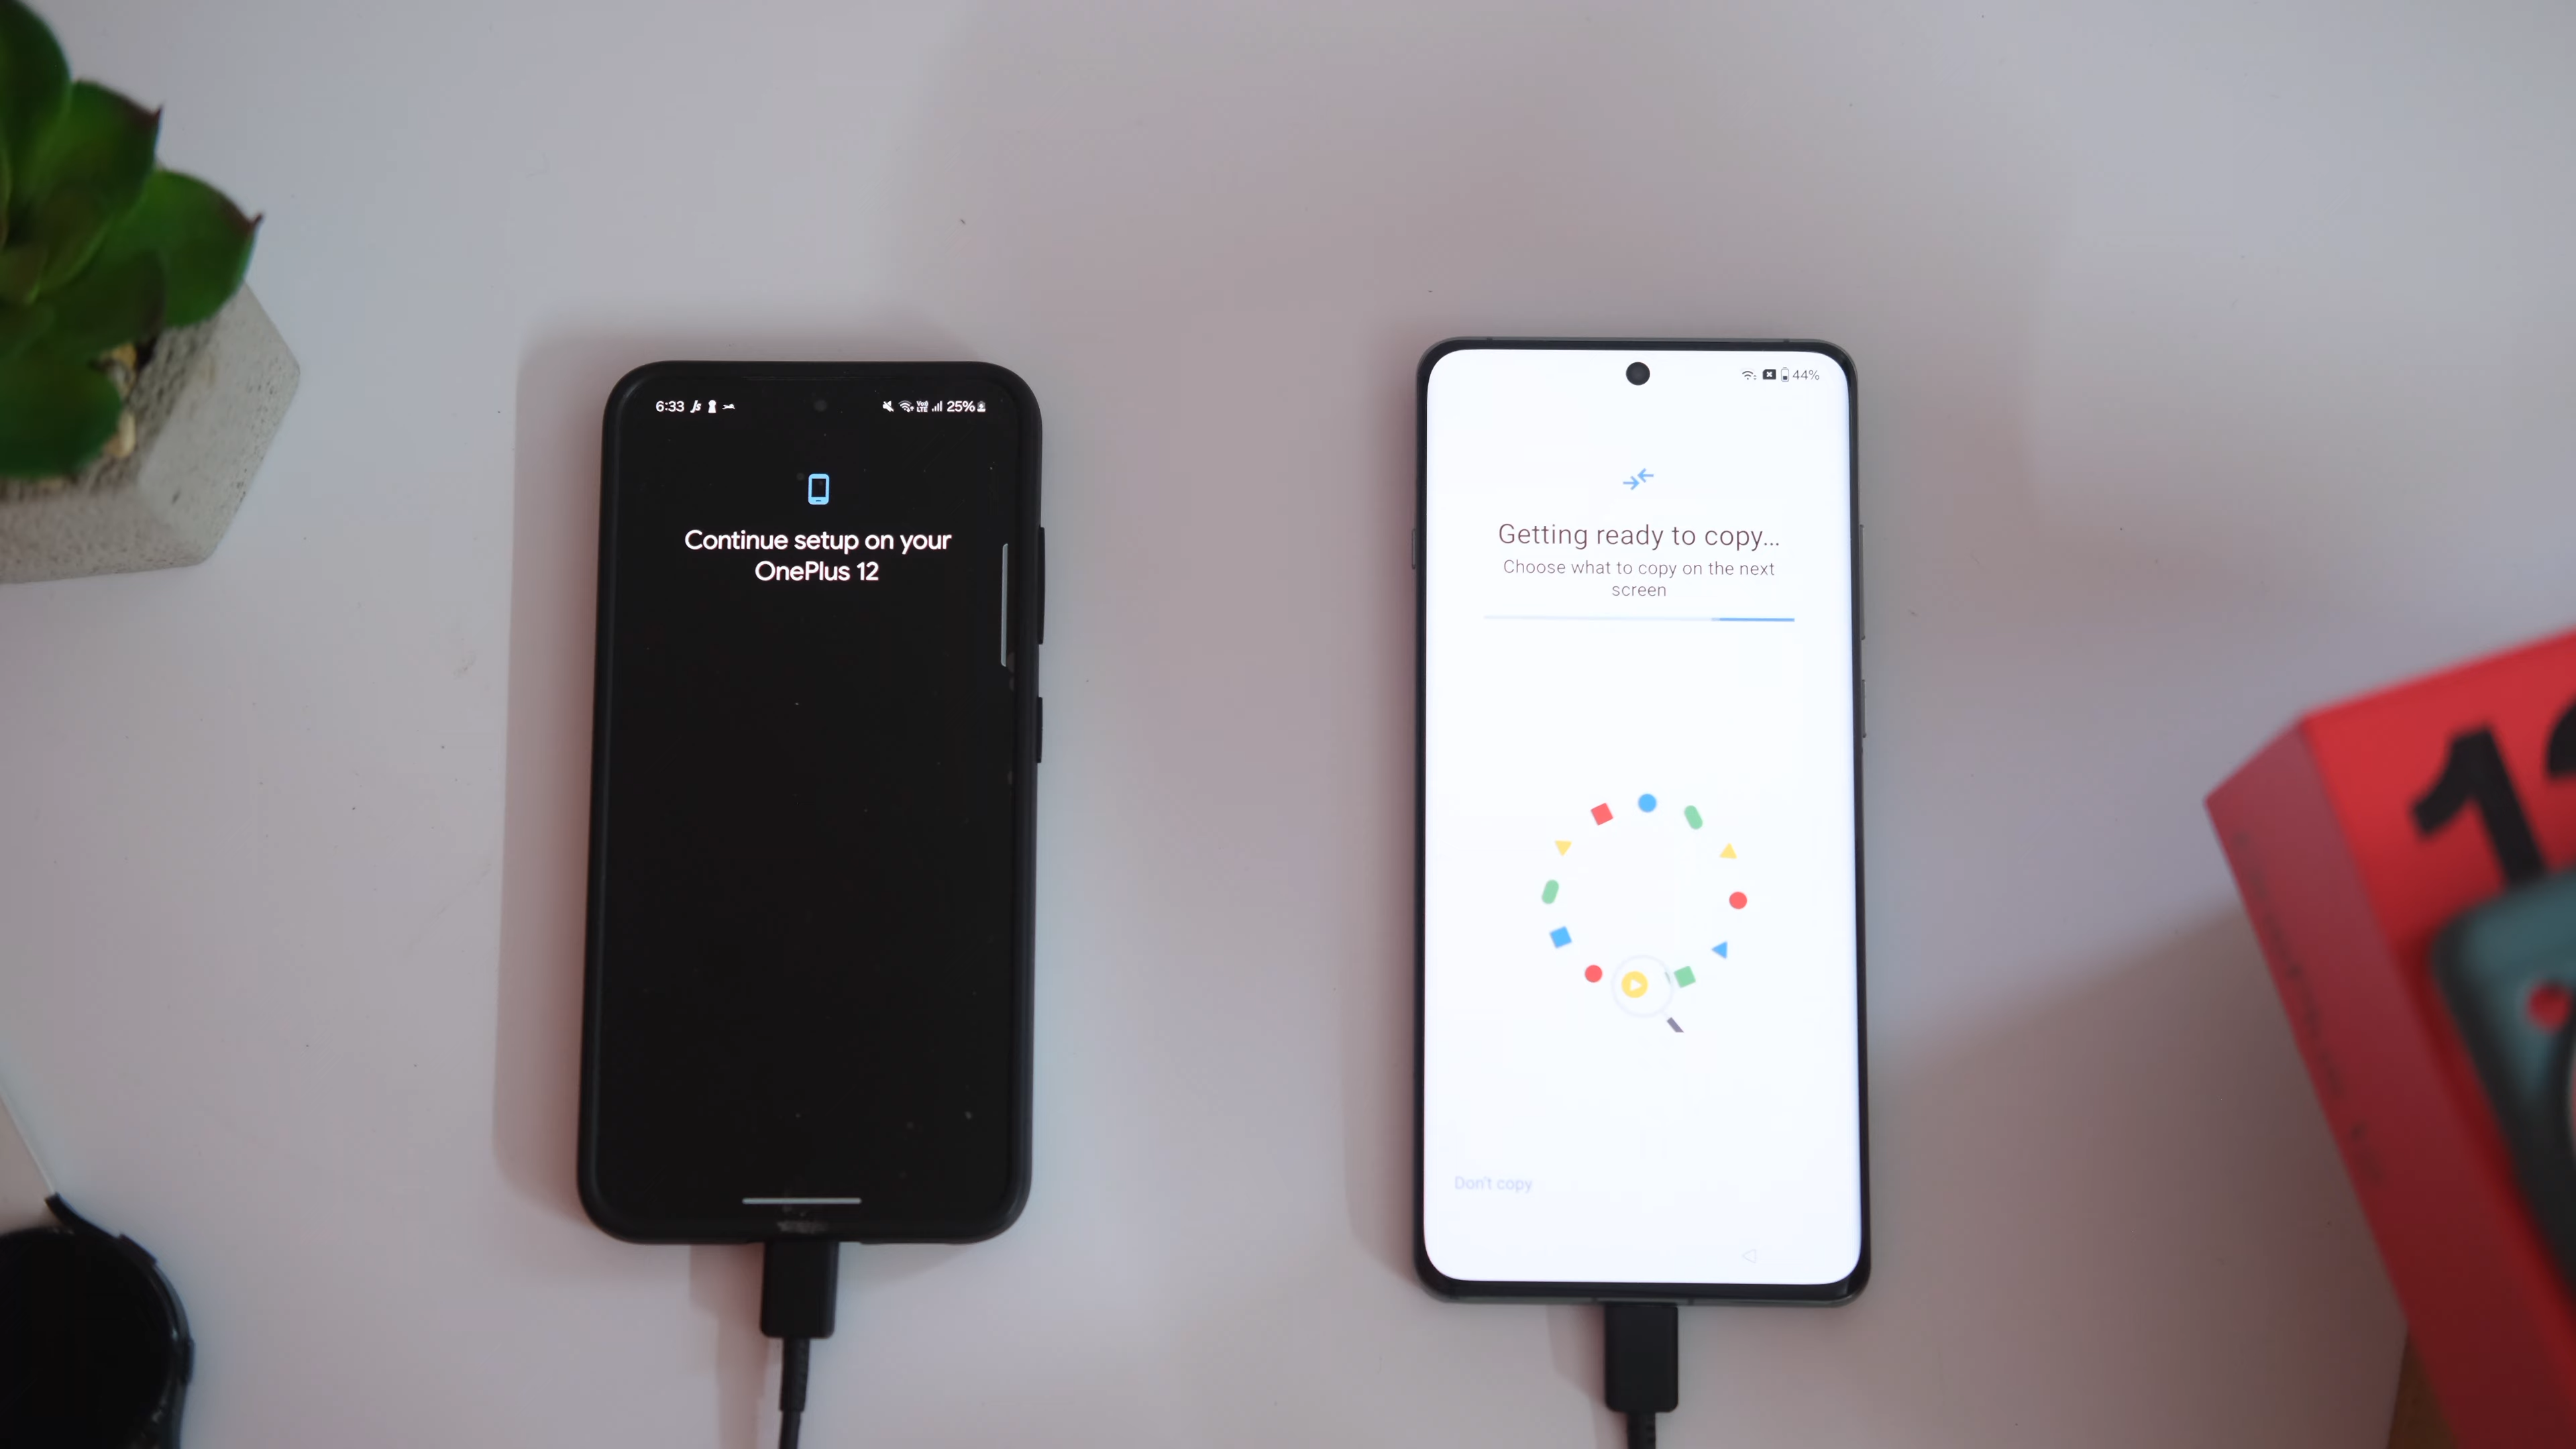 6:33
25%
Continue setup on your
OnePlus 12
44%
Getting ready to copy...
Choose what to copy on the next
screen
Don't copy